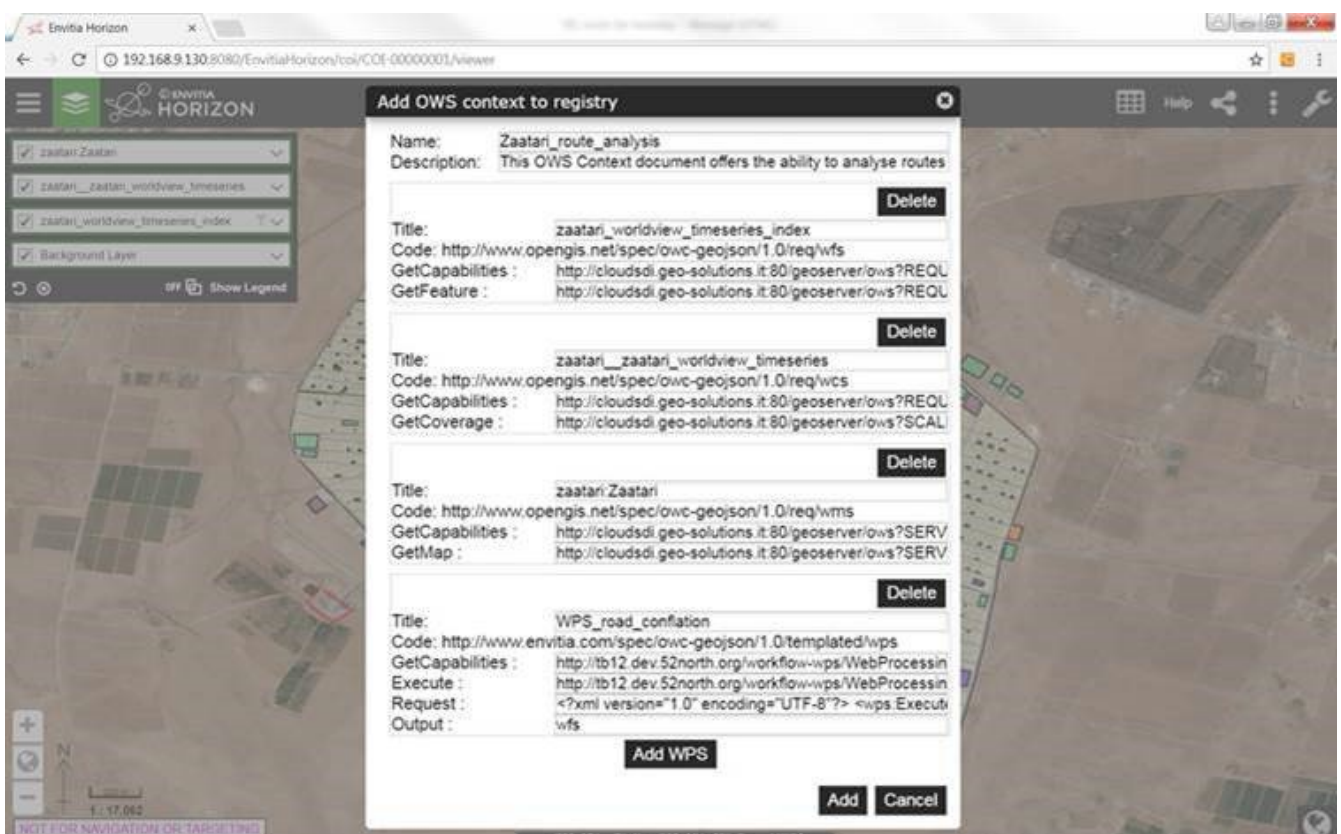 Envitia Horizon
192.168.9.130:8080/EnvitiaHorizon/coi/COI-00000001/viewer
© ENVITIA
HORIZON
Help
zaatari:Zaatari
zaatari__zaatari_worldview_timeseries
zaatari_worldview_timeseries_index
Background Layer
OFF Show Legend
Add OWS context to registry
Name: Zaatari_route_analysis
Description: This OWS Context document offers the ability to analyse routes
Delete
Title: zaatari_worldview_timeseries_index
Code: http://www.opengis.net/spec/owc-geojson/1.0/req/wfs
GetCapabilities : http://cloudsdi.geo-solutions.it:80/geoserver/ows?REQU
GetFeature : http://cloudsdi.geo-solutions.it:80/geoserver/ows?REQU
Delete
Title: zaatari__zaatari_worldview_timeseries
Code: http://www.opengis.net/spec/owc-geojson/1.0/req/wcs
GetCapabilities : http://cloudsdi.geo-solutions.it:80/geoserver/ows?REQU
GetCoverage : http://cloudsdi.geo-solutions.it:80/geoserver/ows?SCAL
Delete
Title: zaatari:Zaatari
Code: http://www.opengis.net/spec/owc-geojson/1.0/req/wms
GetCapabilities : http://cloudsdi.geo-solutions.it:80/geoserver/ows?SERV
GetMap : http://cloudsdi.geo-solutions.it:80/geoserver/ows?SERV
Delete
Title: WPS_road_conflation
Code: http://www.envitia.com/spec/owc-geojson/1.0/templated/wps
GetCapabilities : http://tb12.dev.52north.org/workflow-wps/WebProcessin
Execute : http://tb12.dev.52north.org/workflow-wps/WebProcessin
Request : <?xml version="1.0" encoding="UTF-8"?> <wps:Execute
Output : wfs
Add WPS
Add Cancel
N
1 : 17,062
NOT FOR NAVIGATION OR TARGETING